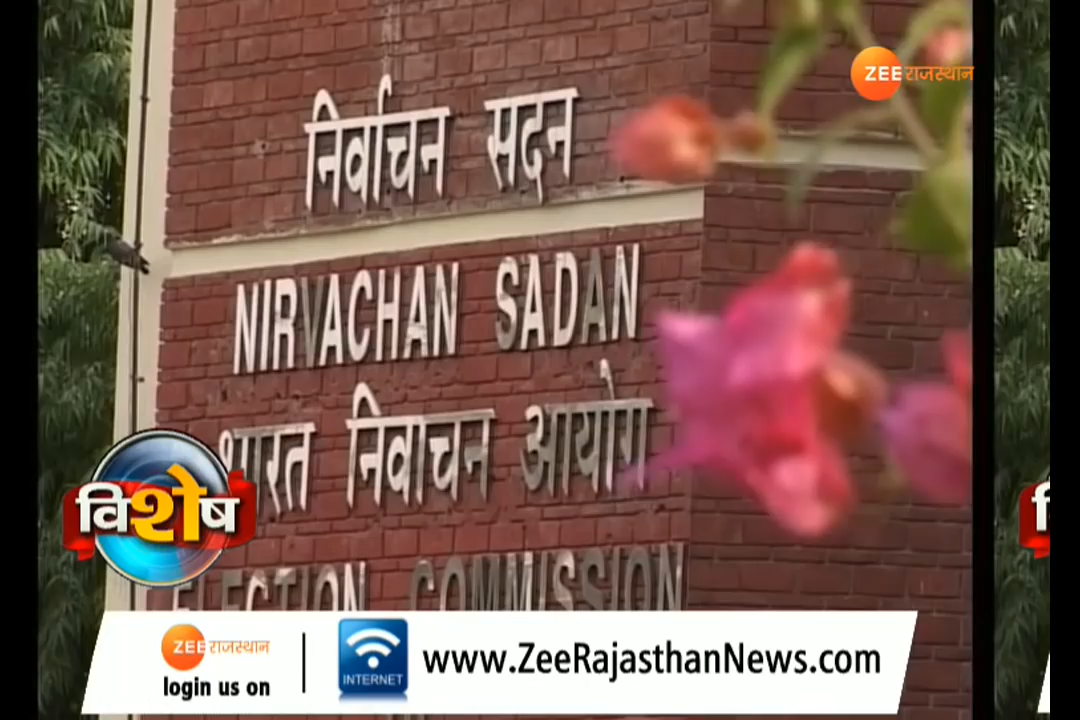 ZEE राजस्थान
निर्वाचन सदन
NIRVACHAN SADAN
भारत निर्वाचन आयोग
ELECTION COMMISSION
विशेष
ZEE राजस्थान
login us on
INTERNET
www.ZeeRajasthanNews.com